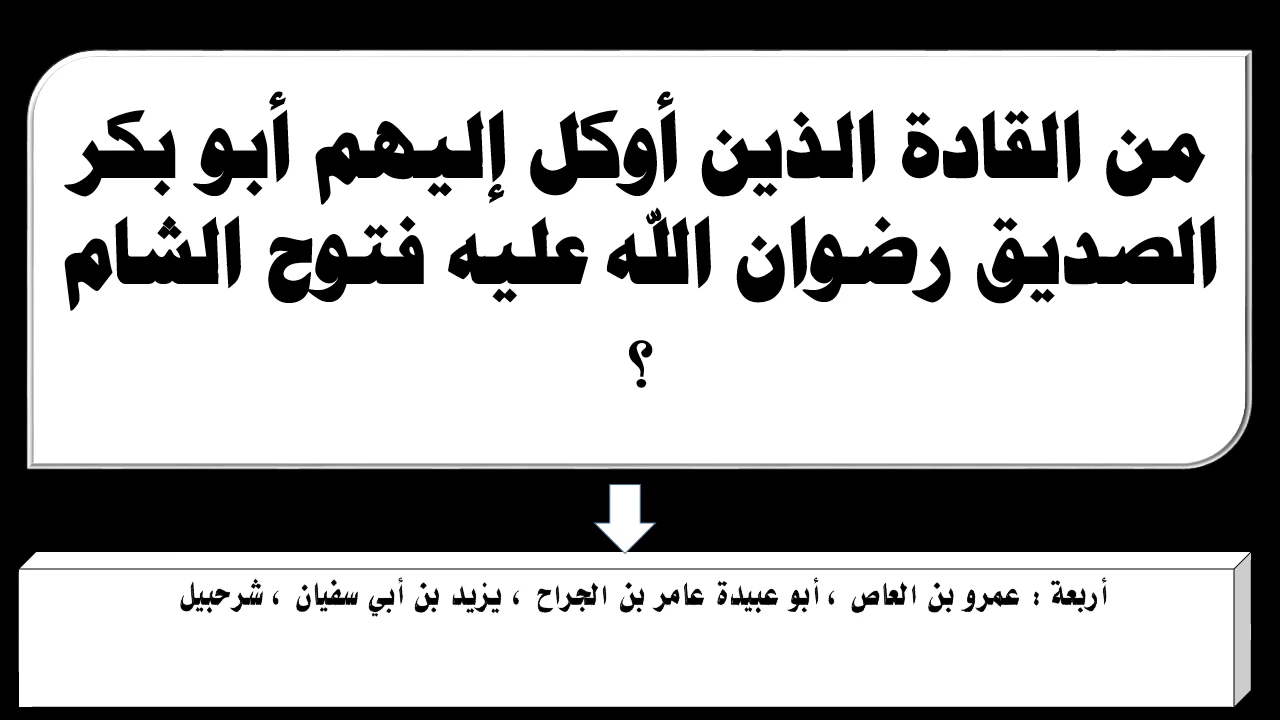 من القادة الذين أوكل إليهم أبو بكر
الصديق رضوان الله عليه فتوح الشام
؟
أربعة : عمرو بن العاص ، أبو عبيدة عامر بن الجراح ، يزيد بن أبي سفيان ، شرحبيل